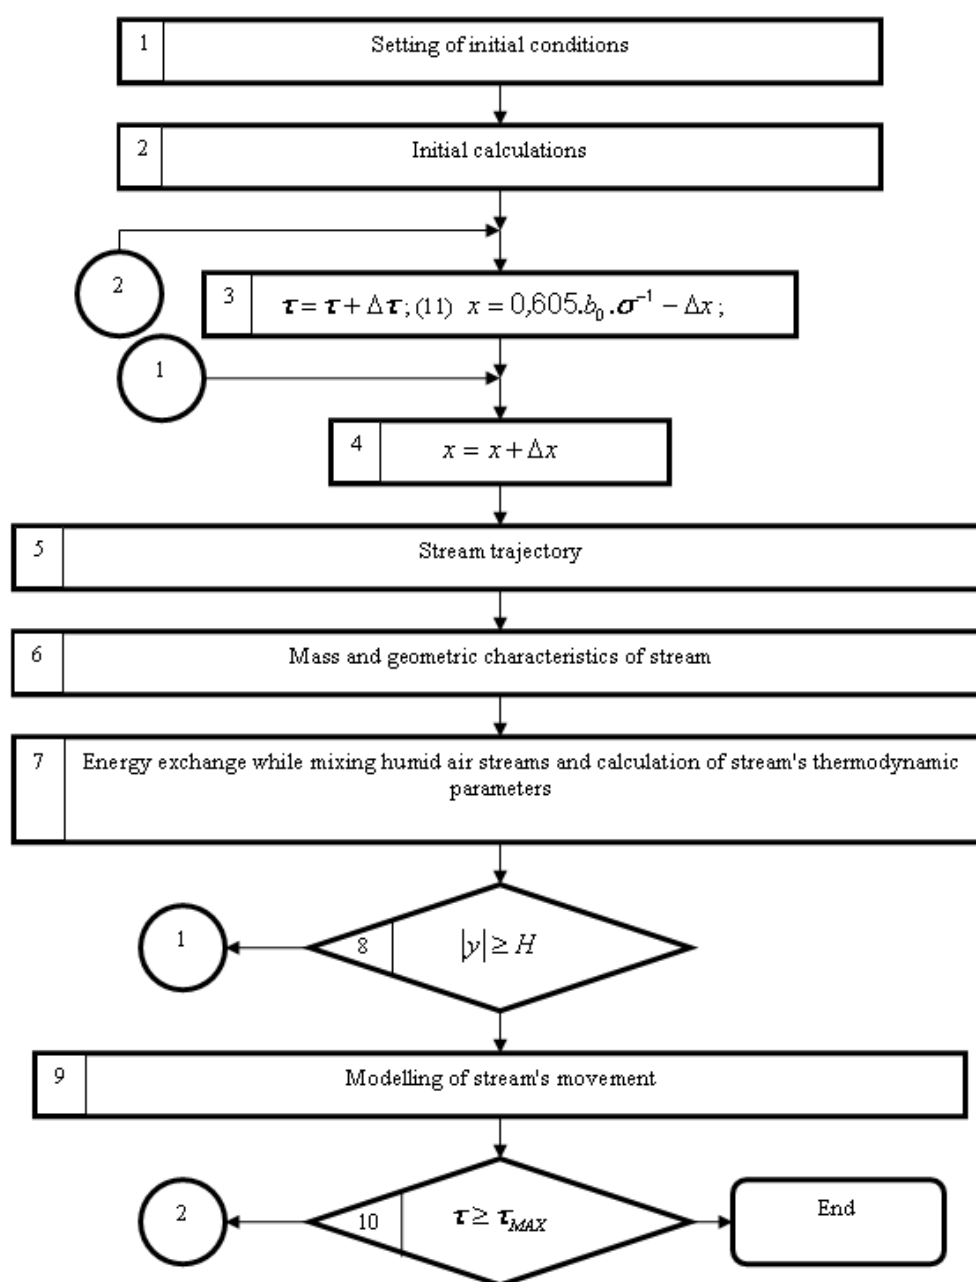 1
Setting of initial conditions
2
Initial calculations
2
3
τ = τ + Δτ; (11) x = 0,605.b₀.σ⁻¹ − Δx;
1
4
x = x + Δx
5
Stream trajectory
6
Mass and geometric characteristics of stream
7
Energy exchange while mixing humid air streams and calculation of stream's thermodynamic
parameters
1
8
|y| ≥ H
9
Modelling of stream's movement
2
10
τ ≥ τ_MAX
End